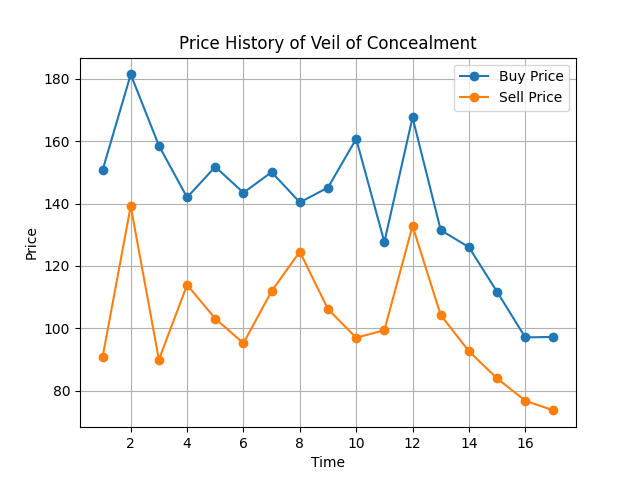 Price History of Veil of Concealment
Buy Price
Sell Price
180
160
140
120
100
80
Price
2 4 6 8 10 12 14 16
Time